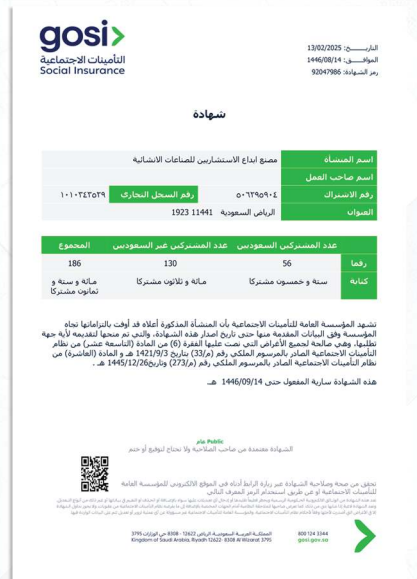 gosi
التأمينات الاجتماعية
Social Insurance
التاريـــــخ: 13/02/2025
الموافـــــق: 1446/08/14
رمز الشهادة: 92047986
شهادة
اسم المنشأة مصنع ابداع الاستشاريين للصناعات الانشائية
اسم صاحب العمل
رقم الاشتراك ٥٠٦٢٩٥٩٠٤ رقم السجل التجاري ١٠١٠٣٤٣٥٣٩
العنوان الرياض السعودية 11441 1923
عدد المشتركين السعوديين عدد المشتركين غير السعوديين المجموع
رقما 56 130 186
كتابة ستة و خمسون مشتركا مائة و ثلاثون مشتركا مائة و ستة و
ثمانون مشتركا
تشهد المؤسسة العامة للتأمينات الاجتماعية بأن المنشأة المذكورة أعلاه قد أوفت بالتزاماتها تجاه
المؤسسة وفق البيانات المقدمة منها حتى تاريخ اصدار هذه الشهادة، والتي تم منحها لتقديمه لأية جهة
تطلبها، وهي صالحة لجميع الأغراض التي نصت عليها الفقرة (6) من المادة (التاسعة عشر) من نظام
التأمينات الاجتماعية الصادر بالمرسوم الملكي رقم (م/33) بتاريخ 1421/9/3 هـ و المادة (العاشرة) من
نظام التأمينات الاجتماعية الصادر بالمرسوم الملكي رقم (م/273) وتاريخ1445/12/26 هـ .
هذه الشهادة سارية المفعول حتى 1446/09/14 هـ
Public عام
الشهادة معتمدة من صاحب الصلاحية ولا تحتاج لتوقيع أو ختم
تحقق من صحة وصلاحية الشهادة عبر زيارة الرابط أدناه في الموقع الالكتروني للمؤسسة العامة
للتأمينات الاجتماعية او عن طريق استخدام الرمز المعرف التالي
المملكة العربية السعودية، الرياض 12622 - 8308 حي الوزارات 3795
Kingdom of Saudi Arabia, Riyadh 12622- 8308 Al Wizarat 3795
800 124 3344
gosi.gov.sa